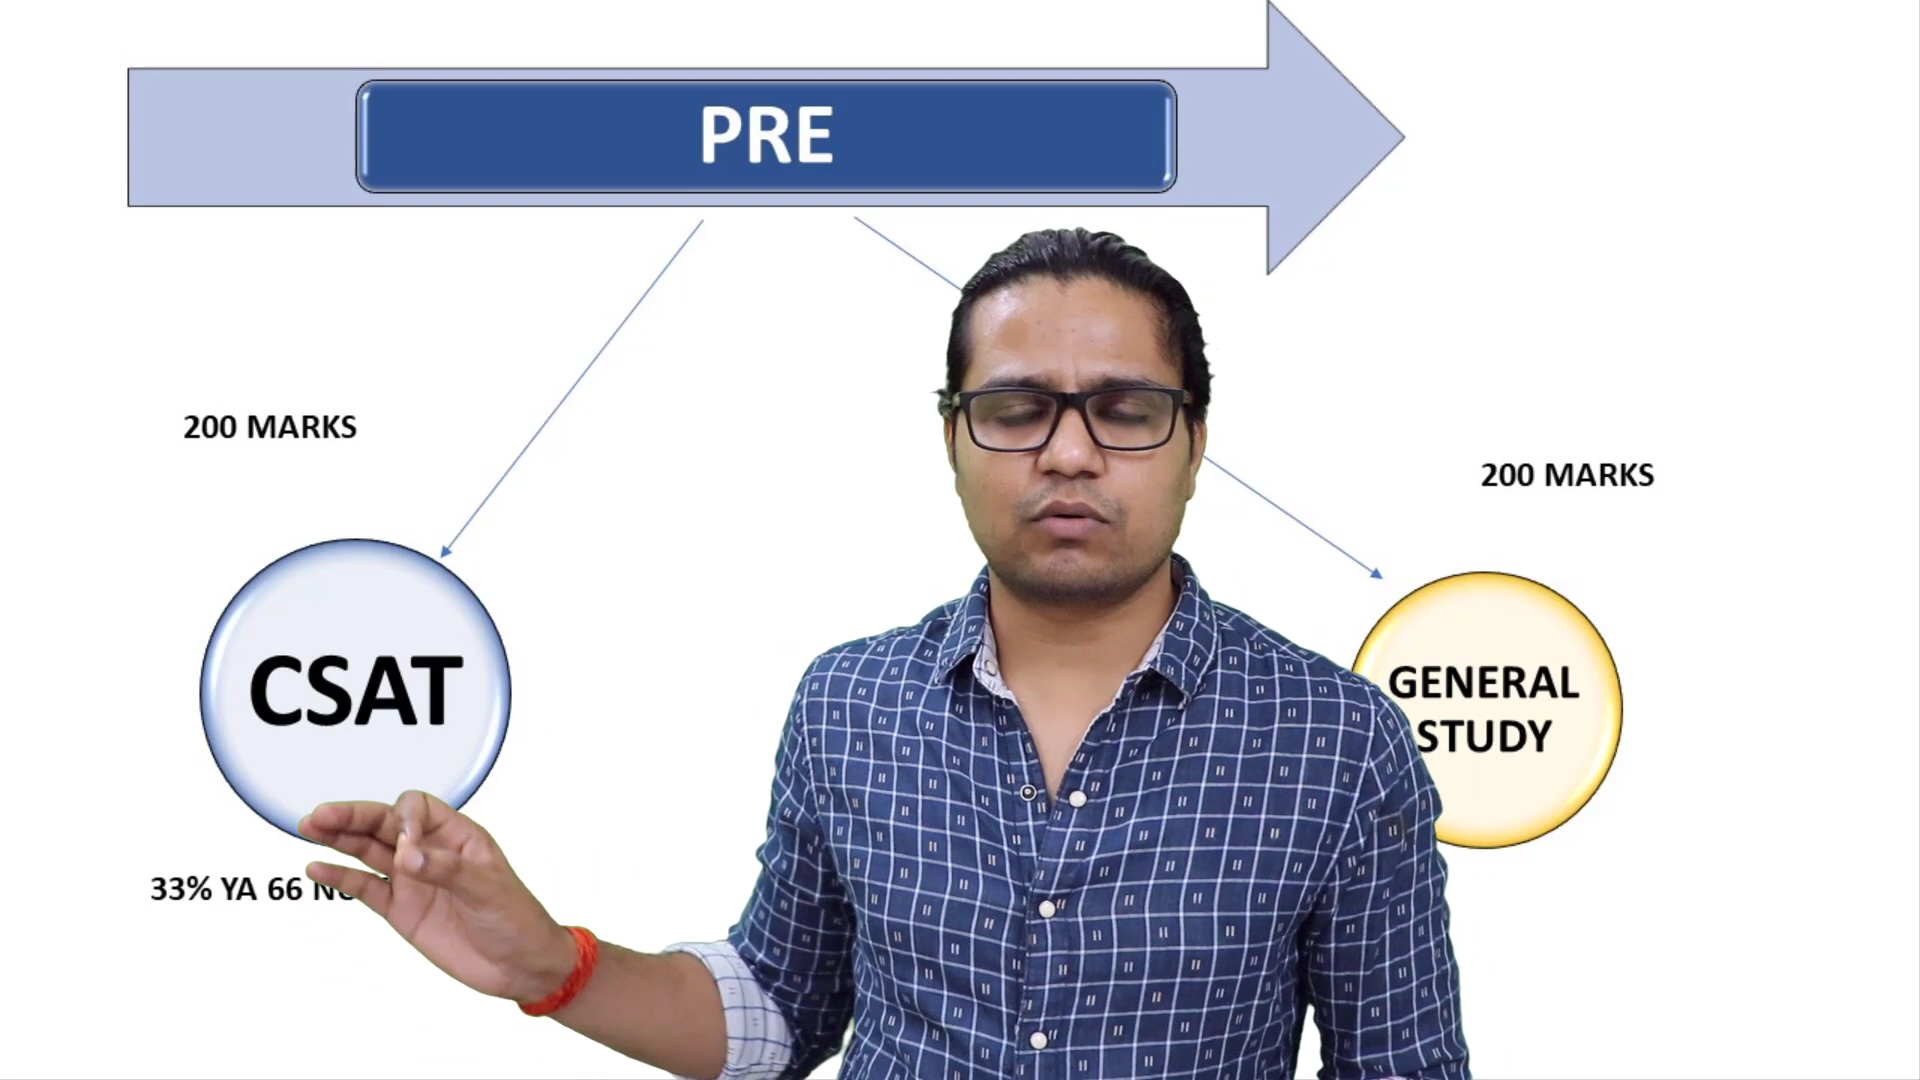 PRE
200 MARKS
200 MARKS
CSAT
GENERAL
STUDY
33% YA 66